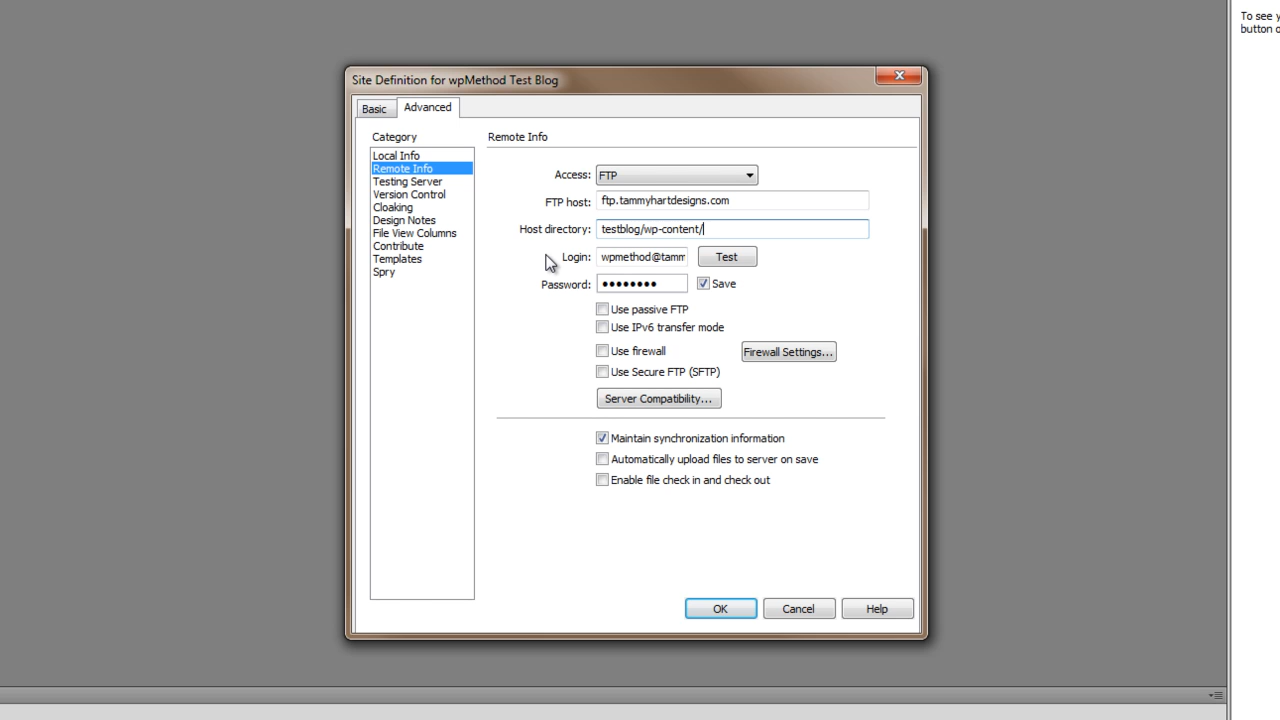 To see y
button o
Site Definition for wpMethod Test Blog
Basic
Advanced
Category
Remote Info
Local Info
Remote Info
Testing Server
Version Control
Cloaking
Design Notes
File View Columns
Contribute
Templates
Spry
Access: FTP
FTP host: ftp.tammyhartdesigns.com
Host directory: testblog/wp-content/
Login: wpmethod@tamm Test
Password: ●●●●●●●● Save
Use passive FTP
Use IPv6 transfer mode
Use firewall Firewall Settings...
Use Secure FTP (SFTP)
Server Compatibility...
Maintain synchronization information
Automatically upload files to server on save
Enable file check in and check out
OK Cancel Help